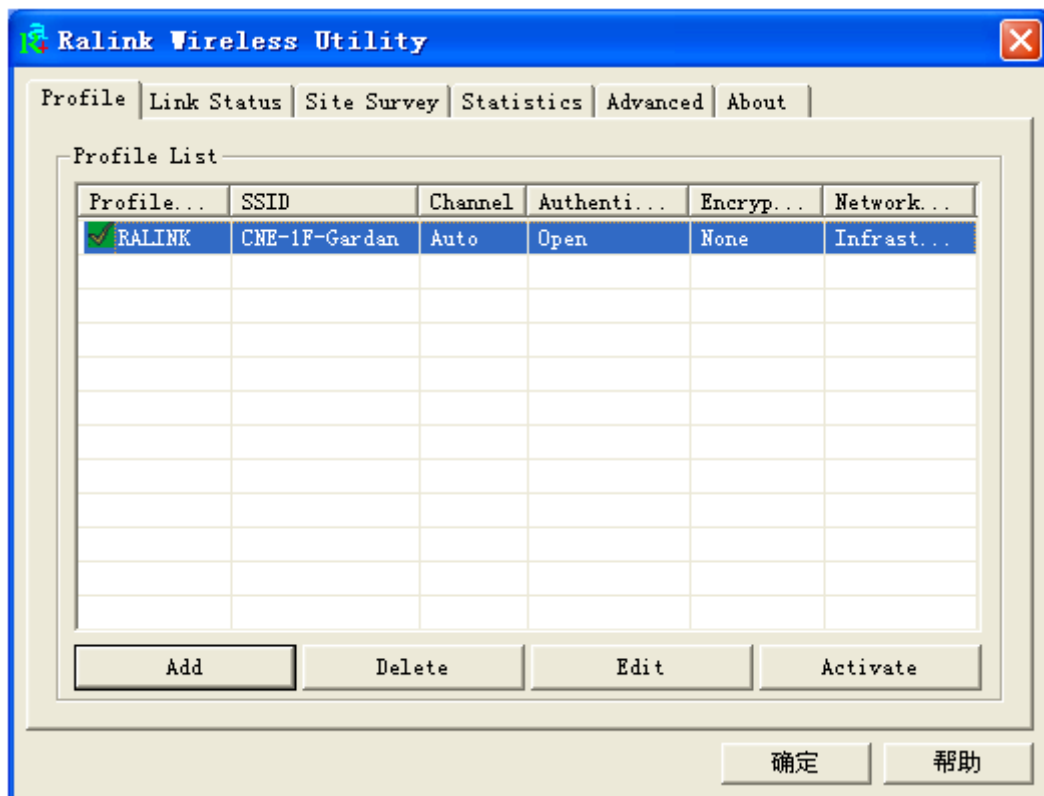 Ralink Wireless Utility
Profile Link Status Site Survey Statistics Advanced About
Profile List
Profile... SSID Channel Authenti... Encryp... Network...
RALINK CNE-1F-Gardan Auto Open None Infrast...
Add Delete Edit Activate
确定 帮助